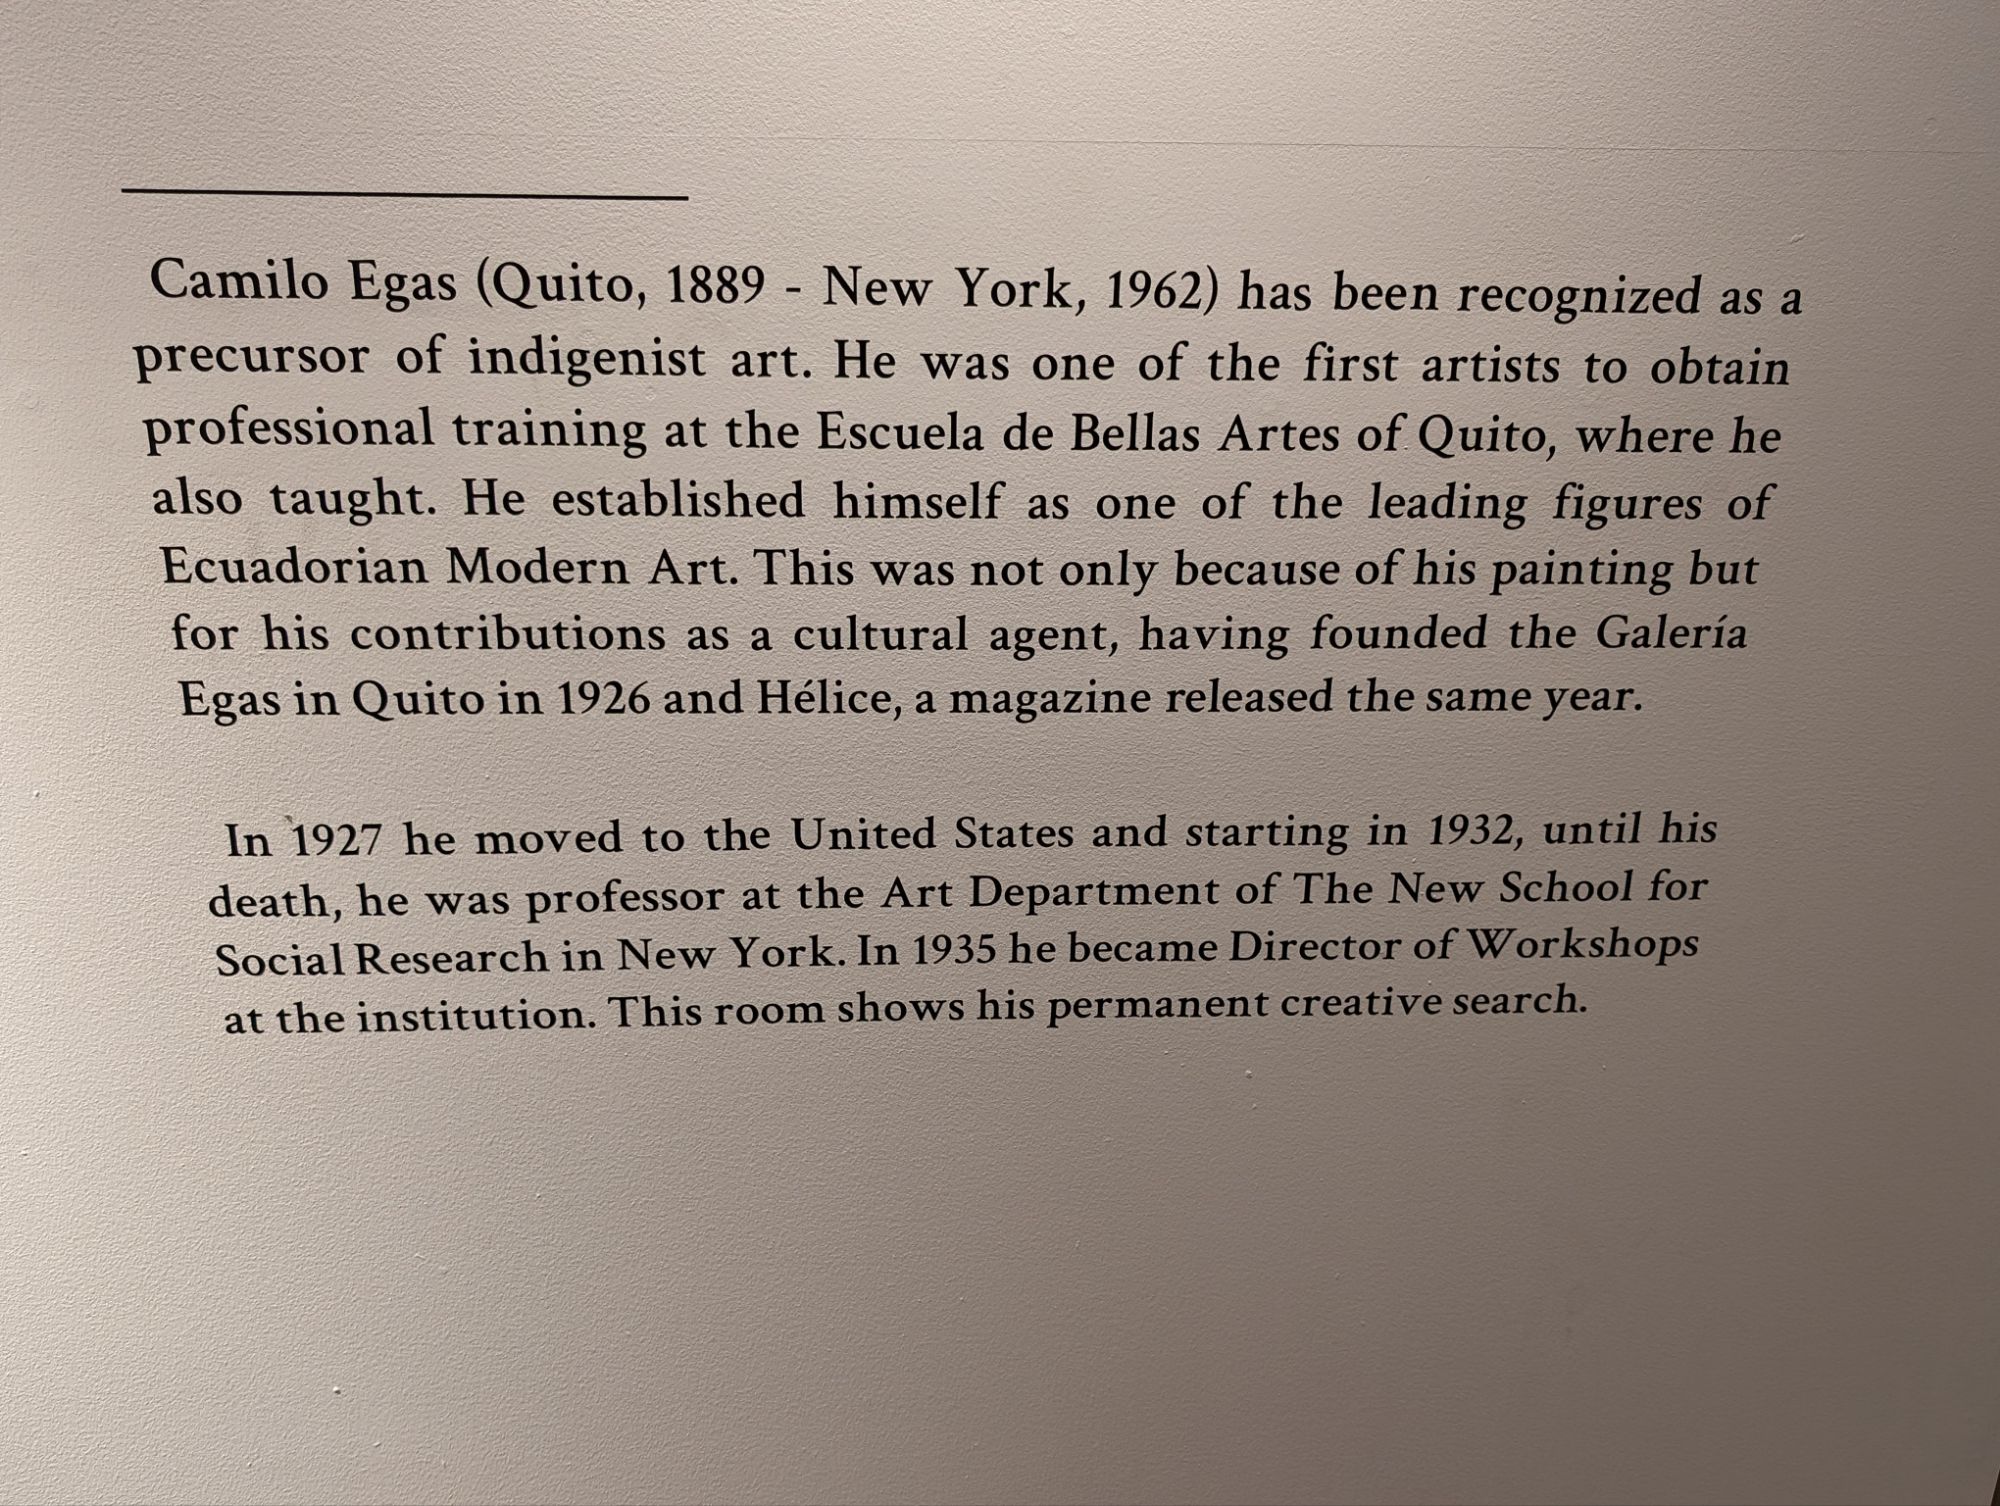 Camilo Egas (Quito, 1889 - New York, 1962) has been recognized as a
precursor of indigenist art. He was one of the first artists to obtain
professional training at the Escuela de Bellas Artes of Quito, where he
also taught. He established himself as one of the leading figures of
Ecuadorian Modern Art. This was not only because of his painting but
for his contributions as a cultural agent, having founded the Galería
Egas in Quito in 1926 and Hélice, a magazine released the same year.
In 1927 he moved to the United States and starting in 1932, until his
death, he was professor at the Art Department of The New School for
Social Research in New York. In 1935 he became Director of Workshops
at the institution. This room shows his permanent creative search.